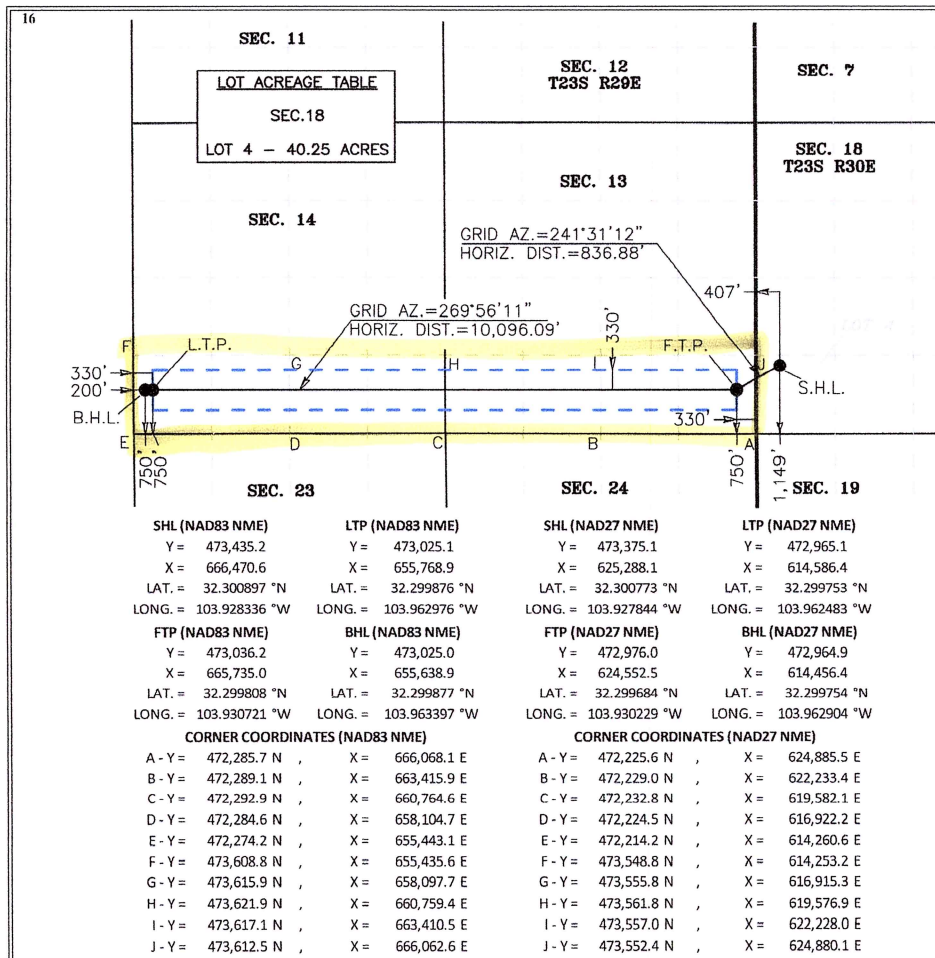 16
SEC. 11
SEC. 12
T23S R29E
SEC. 7
LOT ACREAGE TABLE
SEC.18
LOT 4 – 40.25 ACRES
SEC. 18
T23S R30E
SEC. 13
SEC. 14
GRID AZ.=241°31'12"
HORIZ. DIST.=836.88'
407'
GRID AZ.=269°56'11"
HORIZ. DIST.=10,096.09'
330'
F
L.T.P.
G
H
I
F.T.P.
J
S.H.L.
330'
200'
B.H.L.
330'
E
D
C
B
A
750'
750'
750'
1,149'
SEC. 23
SEC. 24
SEC. 19
SHL (NAD83 NME) LTP (NAD83 NME) SHL (NAD27 NME) LTP (NAD27 NME)
Y = 473,435.2 Y = 473,025.1 Y = 473,375.1 Y = 472,965.1
X = 666,470.6 X = 655,768.9 X = 625,288.1 X = 614,586.4
LAT. = 32.300897 °N LAT. = 32.299876 °N LAT. = 32.300773 °N LAT. = 32.299753 °N
LONG. = 103.928336 °W LONG. = 103.962976 °W LONG. = 103.927844 °W LONG. = 103.962483 °W
FTP (NAD83 NME) BHL (NAD83 NME) FTP (NAD27 NME) BHL (NAD27 NME)
Y = 473,036.2 Y = 473,025.0 Y = 472,976.0 Y = 472,964.9
X = 665,735.0 X = 655,638.9 X = 624,552.5 X = 614,456.4
LAT. = 32.299808 °N LAT. = 32.299877 °N LAT. = 32.299684 °N LAT. = 32.299754 °N
LONG. = 103.930721 °W LONG. = 103.963397 °W LONG. = 103.930229 °W LONG. = 103.962904 °W
CORNER COORDINATES (NAD83 NME) CORNER COORDINATES (NAD27 NME)
A - Y = 472,285.7 N , X = 666,068.1 E A - Y = 472,225.6 N , X = 624,885.5 E
B - Y = 472,289.1 N , X = 663,415.9 E B - Y = 472,229.0 N , X = 622,233.4 E
C - Y = 472,292.9 N , X = 660,764.6 E C - Y = 472,232.8 N , X = 619,582.1 E
D - Y = 472,284.6 N , X = 658,104.7 E D - Y = 472,224.5 N , X = 616,922.2 E
E - Y = 472,274.2 N , X = 655,443.1 E E - Y = 472,214.2 N , X = 614,260.6 E
F - Y = 473,608.8 N , X = 655,435.6 E F - Y = 473,548.8 N , X = 614,253.2 E
G - Y = 473,615.9 N , X = 658,097.7 E G - Y = 473,555.8 N , X = 616,915.3 E
H - Y = 473,621.9 N , X = 660,759.4 E H - Y = 473,561.8 N , X = 619,576.9 E
I - Y = 473,617.1 N , X = 663,410.5 E I - Y = 473,557.0 N , X = 622,228.0 E
J - Y = 473,612.5 N , X = 666,062.6 E J - Y = 473,552.4 N , X = 624,880.1 E